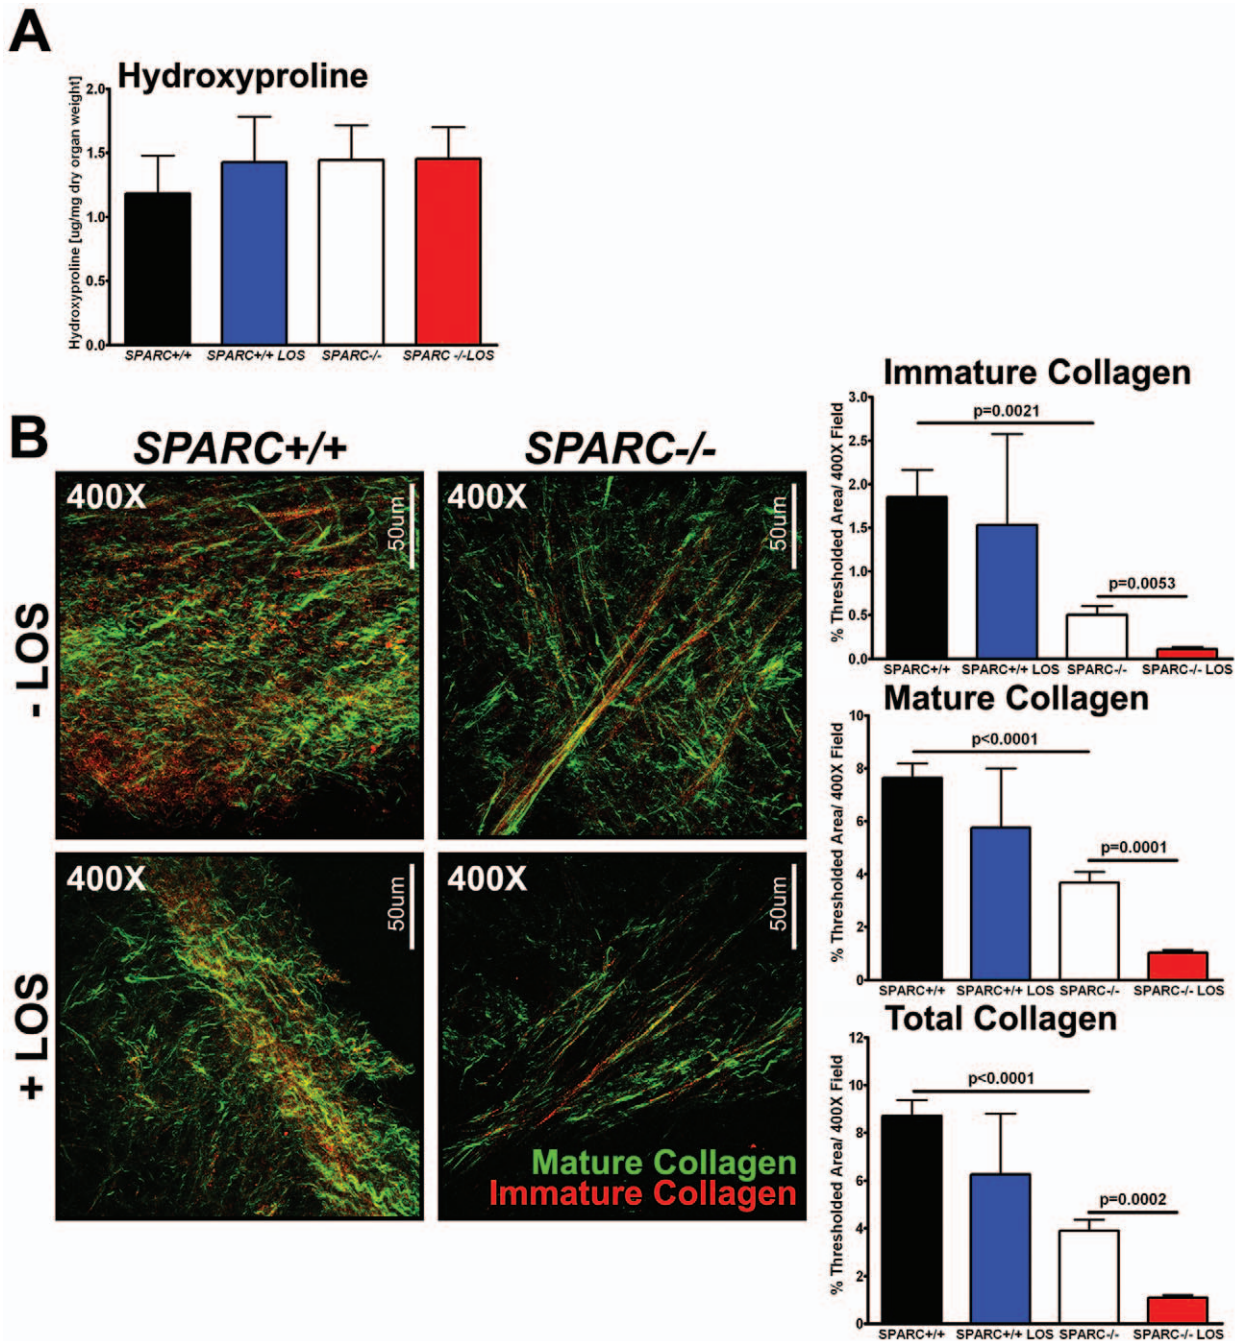 A
Hydroxyproline
Hydroxyproline [ug/mg dry organ weight]
2.0
1.5
1.0
0.5
0.0
SPARC+/+ SPARC+/+ LOS SPARC-/- SPARC -/-LOS
B
SPARC+/+ SPARC-/-
- LOS
400X
50um
400X
50um
+ LOS
400X
50um
400X
50um
Mature Collagen
Immature Collagen
Immature Collagen
% Thresholded Area/ 400X Field
3.0
2.5
2.0
1.5
1.0
0.5
0.0
p=0.0021
p=0.0053
SPARC+/+ SPARC+/+ LOS SPARC-/- SPARC-/- LOS
Mature Collagen
% Thresholded Area/ 400X Field
10
8
6
4
2
0
p<0.0001
p=0.0001
SPARC+/+ SPARC+/+ LOS SPARC-/- SPARC-/- LOS
Total Collagen
% Thresholded Area/ 400X Field
12
10
8
6
4
2
0
p<0.0001
p=0.0002
SPARC+/+ SPARC+/+ LOS SPARC-/- SPARC-/- LOS